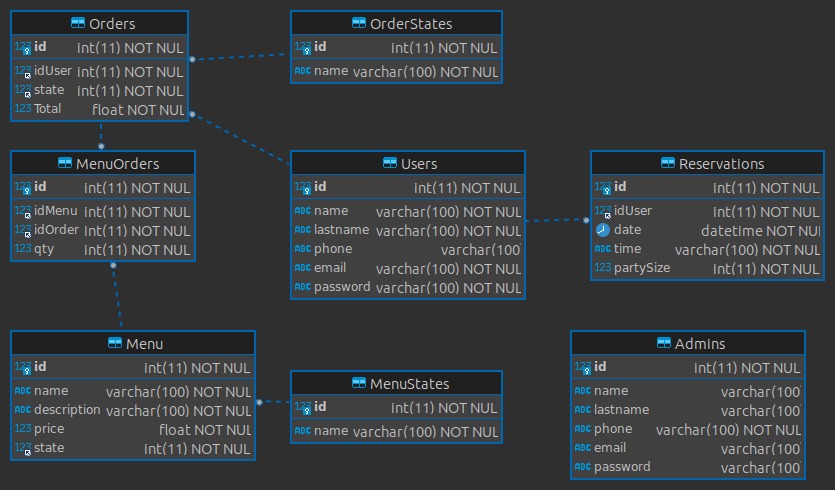 Orders
123 id int(11) NOT NUL
123 idUser int(11) NOT NUL
123 state int(11) NOT NUL
123 Total float NOT NUL
OrderStates
123 id int(11) NOT NUL
ABC name varchar(100) NOT NUL
MenuOrders
123 id int(11) NOT NUL
123 idMenu int(11) NOT NUL
123 idOrder int(11) NOT NUL
123 qty int(11) NOT NUL
Users
123 id int(11) NOT NUL
ABC name varchar(100) NOT NUL
ABC lastname varchar(100) NOT NUL
ABC phone varchar(100
ABC email varchar(100) NOT NUL
ABC password varchar(100) NOT NUL
Reservations
123 id int(11) NOT NUL
123 idUser int(11) NOT NUL
date datetime NOT NUL
ABC time varchar(100) NOT NUL
123 partySize int(11) NOT NUL
Menu
123 id int(11) NOT NUL
ABC name varchar(100) NOT NUL
ABC description varchar(100) NOT NUL
123 price float NOT NUL
123 state int(11) NOT NUL
MenuStates
123 id int(11) NOT NUL
ABC name varchar(100) NOT NUL
Admins
123 id int(11) NOT NUL
ABC name varchar(100
ABC lastname varchar(100
ABC phone varchar(100) NOT NUL
ABC email varchar(100
ABC password varchar(100